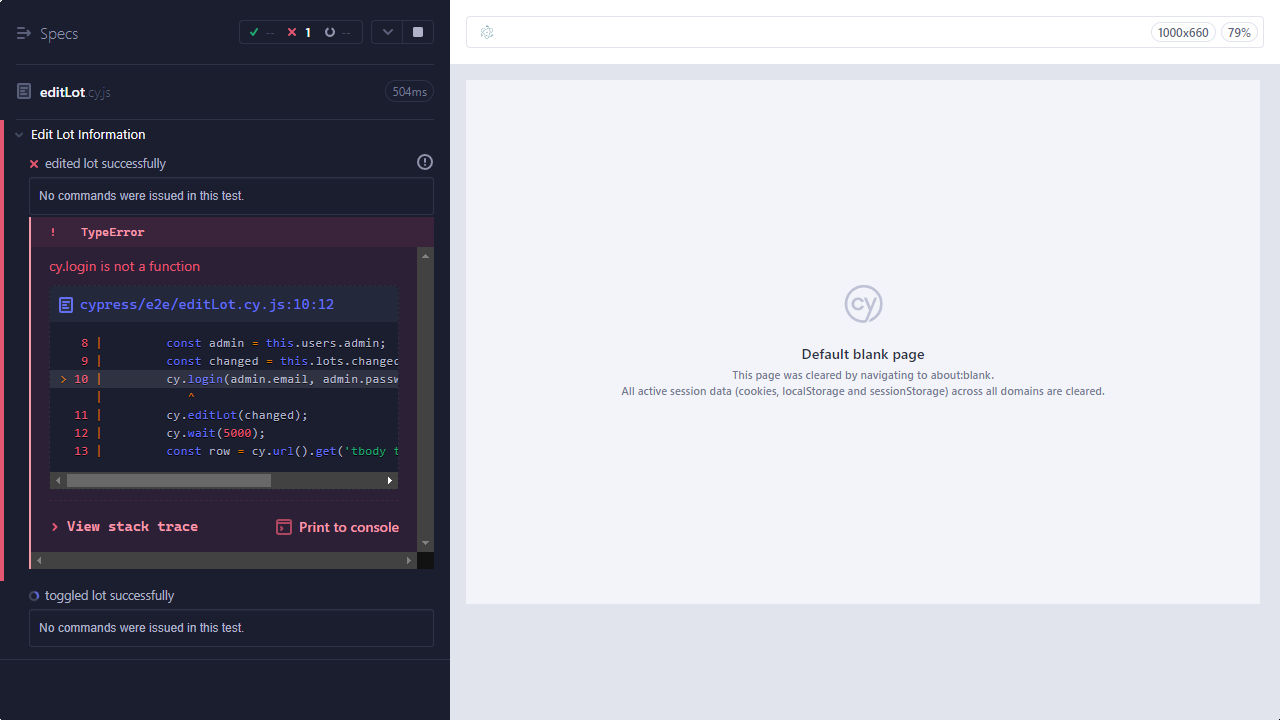 Specs
-- 1 --
1000x660
79%
editLot cy.js
504ms
Edit Lot Information
edited lot successfully
No commands were issued in this test.
! TypeError
cy.login is not a function
cypress/e2e/editLot.cy.js:10:12
8 | const admin = this.users.admin;
9 | const changed = this.lots.changed
> 10 | cy.login(admin.email, admin.passw
| ^
11 | cy.editLot(changed);
12 | cy.wait(5000);
13 | const row = cy.url().get('tbody t
> View stack trace
Print to console
toggled lot successfully
No commands were issued in this test.
cy
Default blank page
This page was cleared by navigating to about:blank.
All active session data (cookies, localStorage and sessionStorage) across all domains are cleared.